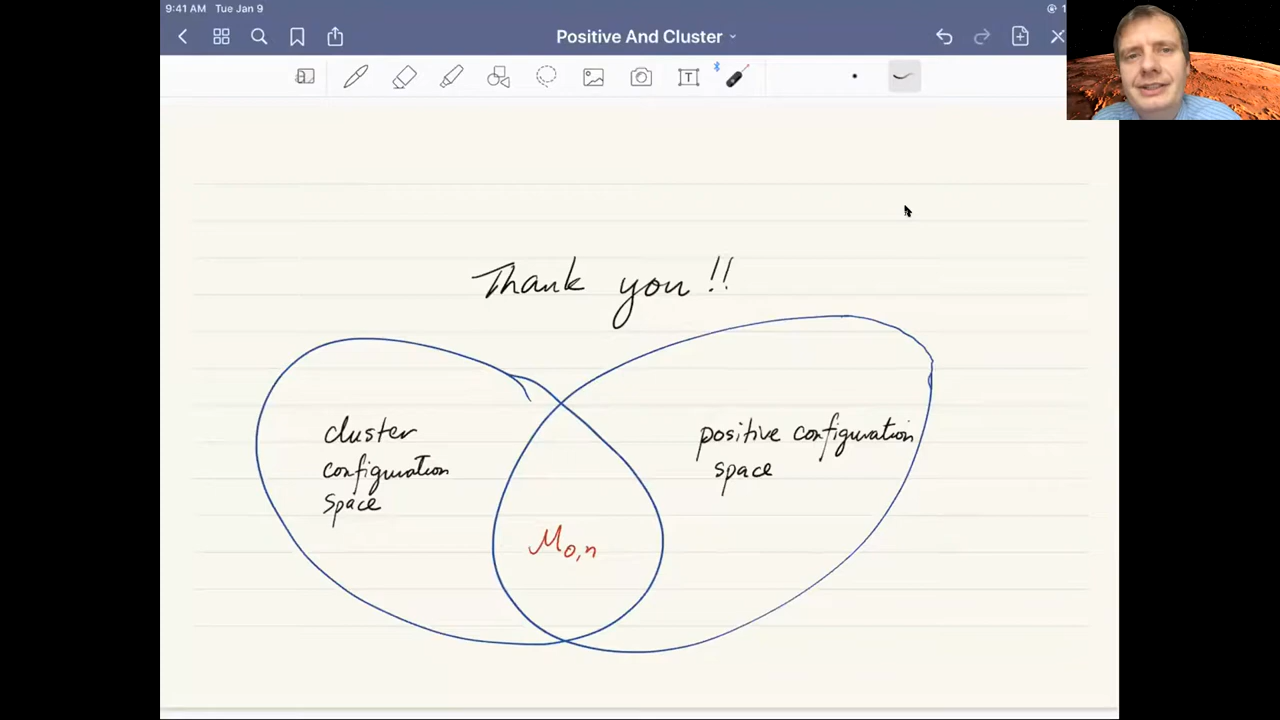 9:41 AM Tue Jan 9
Positive And Cluster
T
Thank you!!
cluster
configuration
space
positive configuration
space
M0,n